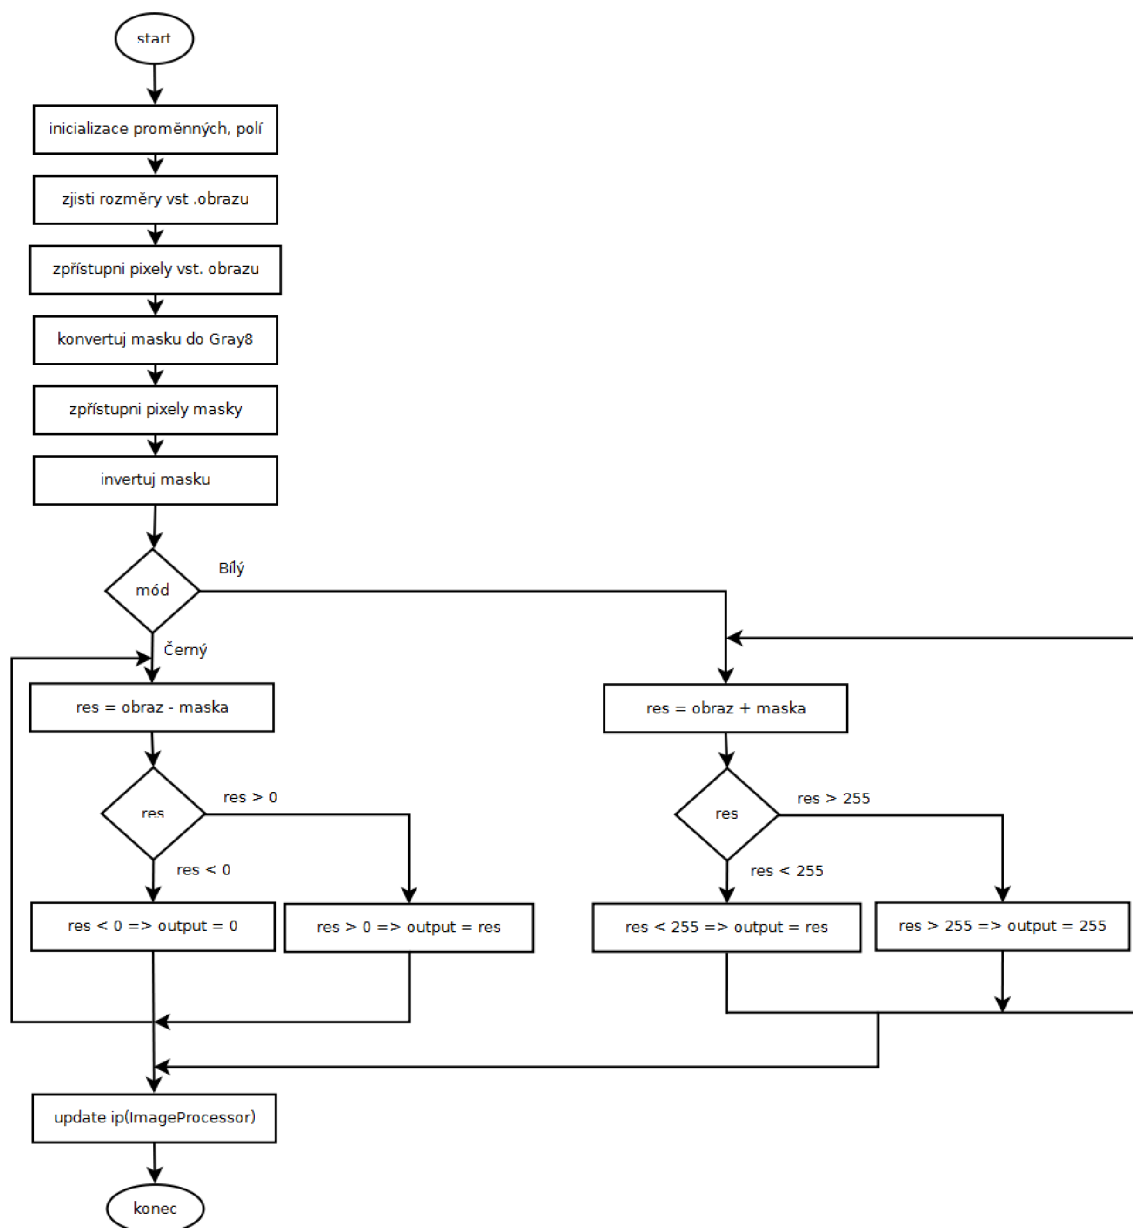 start
inicializace proměnných, polí
zjisti rozměry vst .obrazu
zpřístupni pixely vst. obrazu
konvertuj masku do Gray8
zpřístupni pixely masky
invertuj masku
mód
Bílý
Černý
res = obraz - maska
res = obraz + maska
res
res > 0
res < 0
res
res > 255
res < 255
res < 0 => output = 0
res > 0 => output = res
res < 255 => output = res
res > 255 => output = 255
update ip(ImageProcessor)
konec